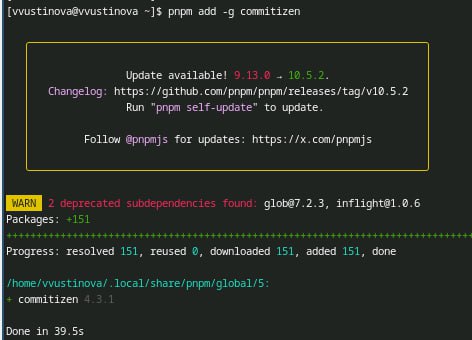 [vvustinova@vvustinova ~]$ pnpm add -g commitizen
Update available! 9.13.0 → 10.5.2.
Changelog: https://github.com/pnpm/pnpm/releases/tag/v10.5.2
Run "pnpm self-update" to update.
Follow @pnpmjs for updates: https://x.com/pnpmjs
WARN 2 deprecated subdependencies found: glob@7.2.3, inflight@1.0.6
Packages: +151
++++++++++++++++++++++++++++++++++++++++++++++++++++++++++++++++++++++++++++++
Progress: resolved 151, reused 0, downloaded 151, added 151, done
/home/vvustinova/.local/share/pnpm/global/5:
+ commitizen 4.3.1
Done in 39.5s